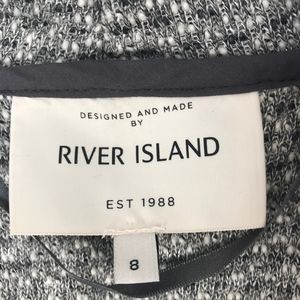 DESIGNED AND MADE
BY
RIVER ISLAND
EST 1988
8